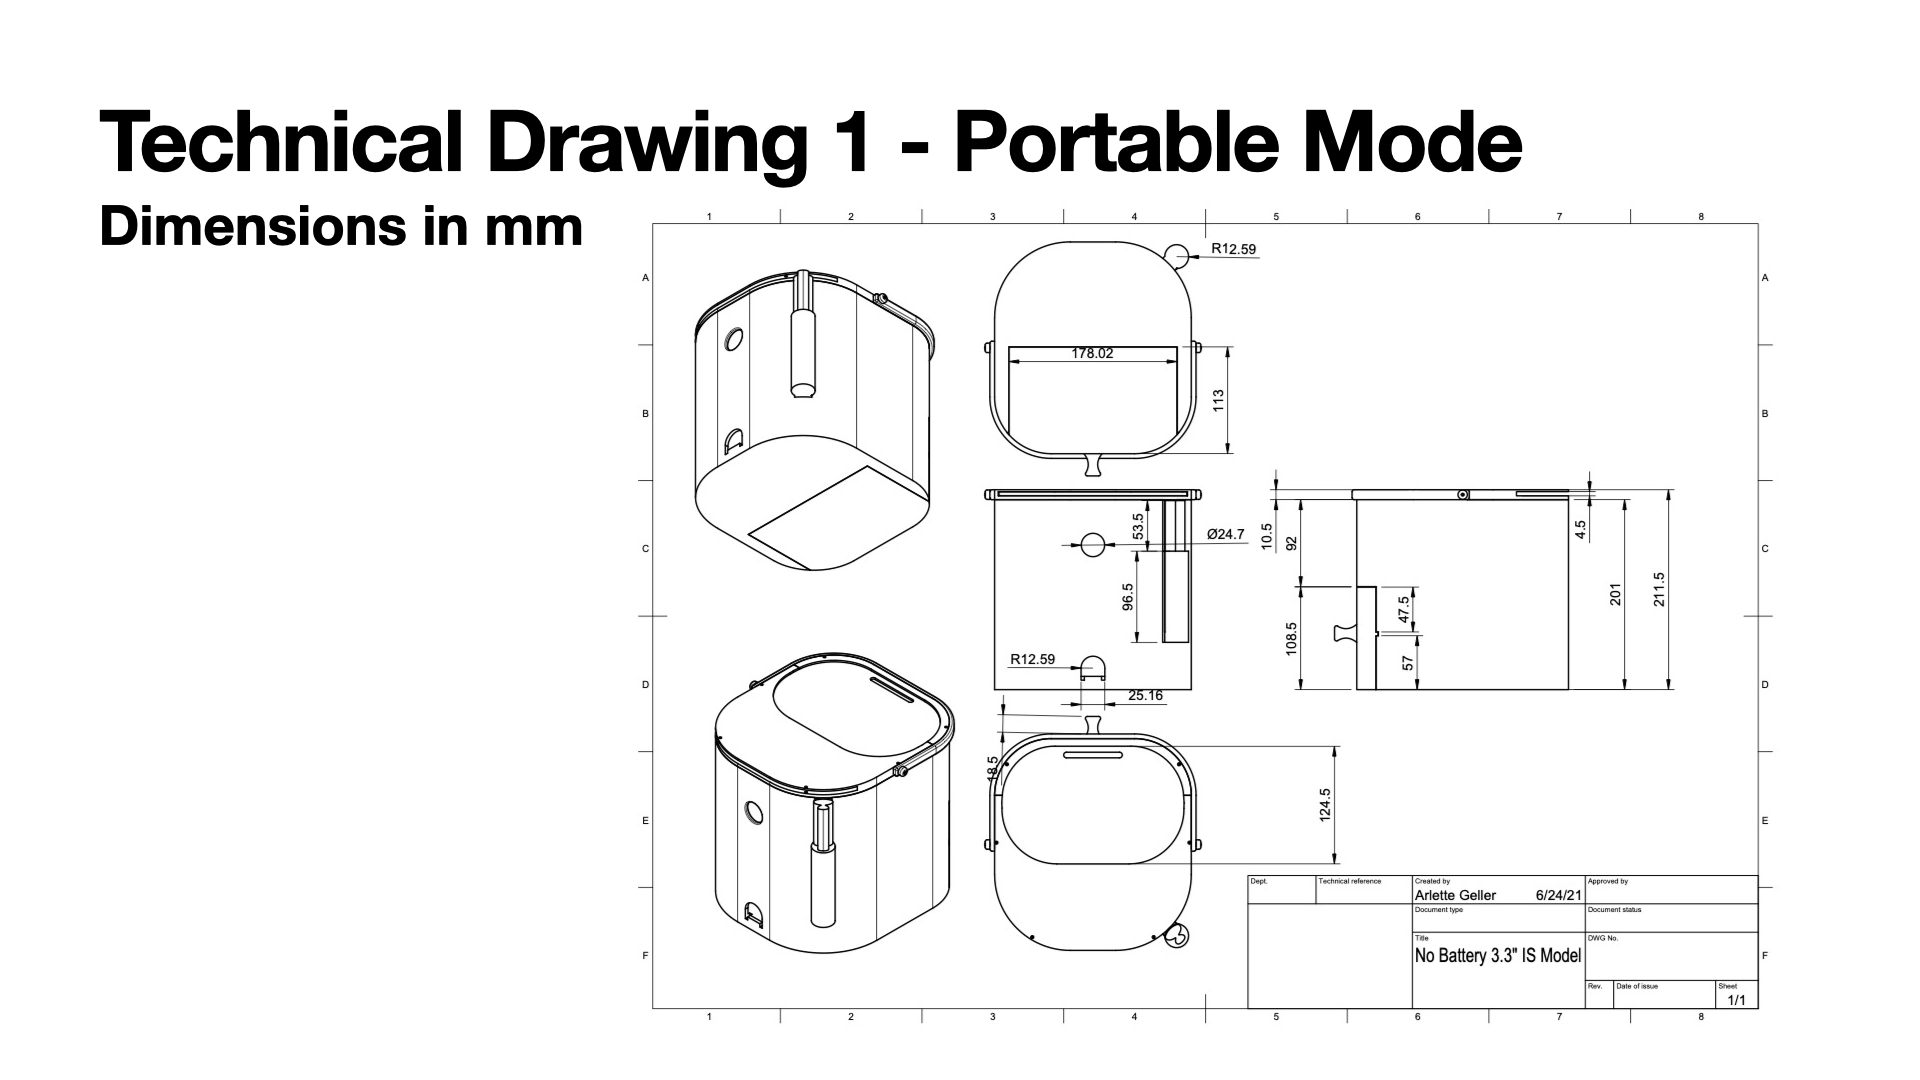 Technical Drawing 1 - Portable Mode
Dimensions in mm
1 2 3 4 5 6 7 8
A A
R12.59
178.02
113
B B
53.5
Ø24.7
10.5
92
4.5
C C
96.5
47.5
201
211.5
108.5
57
R12.59
25.16
D D
18.5
124.5
E E
Dept.
Technical reference
Created by
Arlette Geller 6/24/21
Approved by
Document type
Document status
Title
No Battery 3.3" IS Model
DWG No.
F F
Rev.
Date of issue
Sheet
1/1
1 2 3 4 5 6 7 8